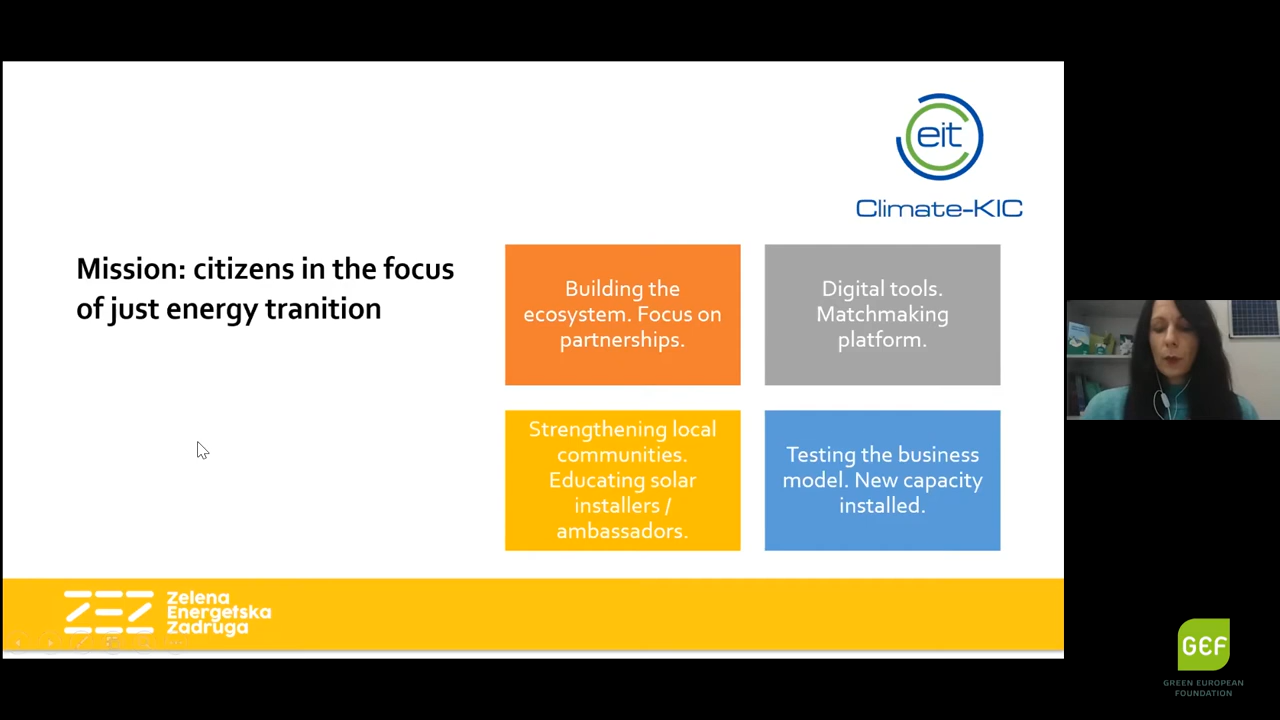 eit
Climate-KIC
Mission: citizens in the focus
of just energy tranition
Building the
ecosystem. Focus on
partnerships.
Digital tools.
Matchmaking
platform.
Strengthening local
communities.
Educating solar
installers /
ambassadors.
Testing the business
model. New capacity
installed.
ZEZ
Zelena
Energetska
Zadruga
GEF
GREEN EUROPEAN
FOUNDATION